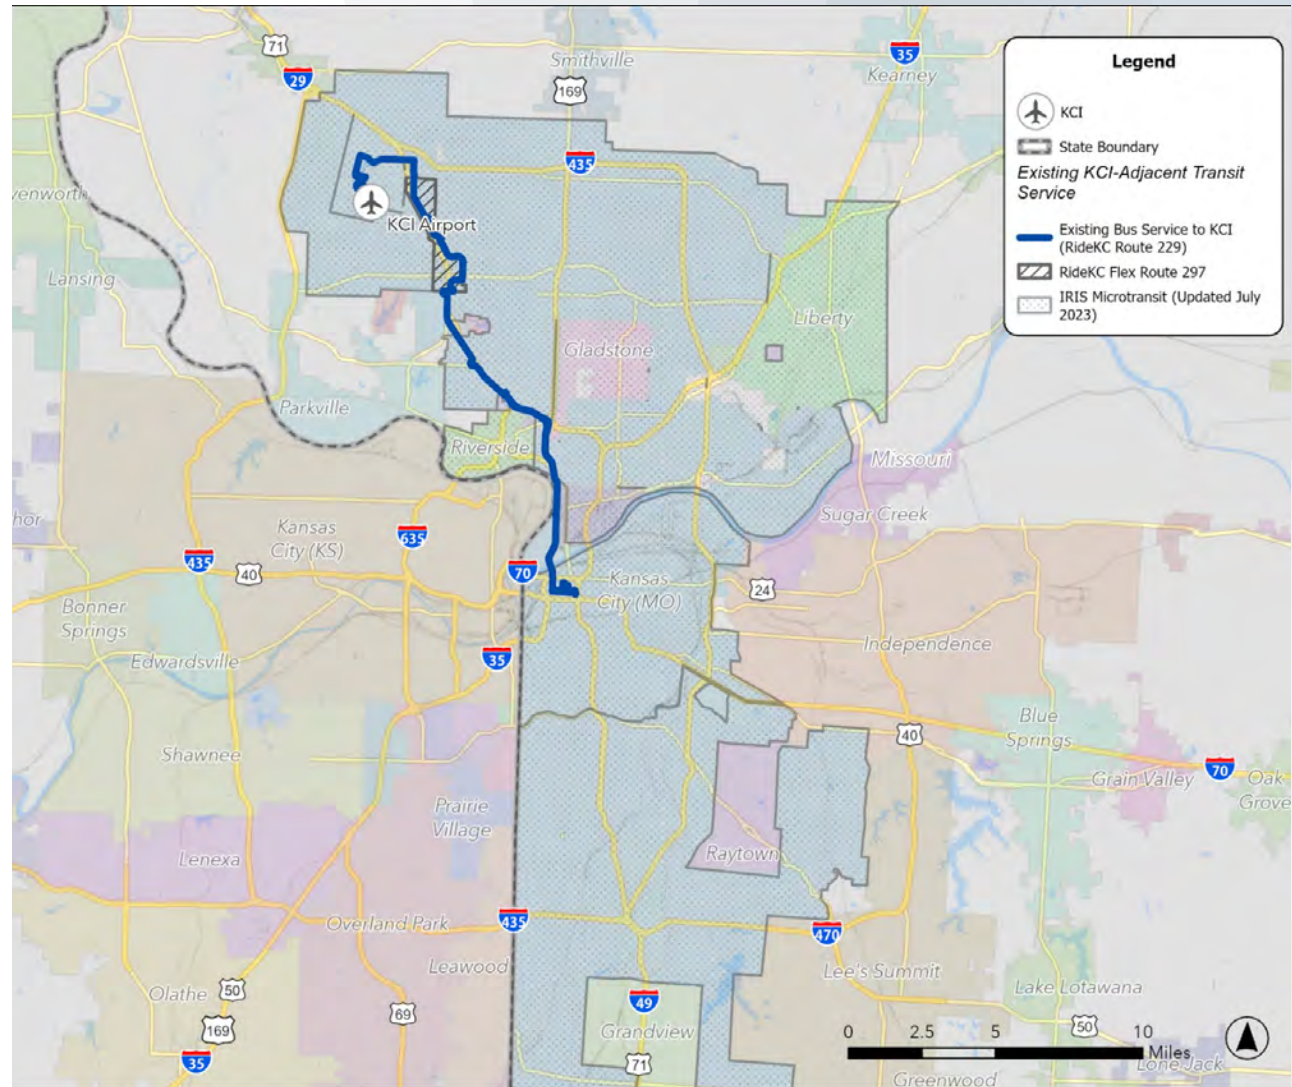 71
29
Smithville
169
35
Kearney
435
Legend
KCI
State Boundary
Existing KCI-Adjacent Transit
Service
Existing Bus Service to KCI
(RideKC Route 229)
RideKC Flex Route 297
IRIS Microtransit (Updated July
2023)
venworth
KCI Airport
Lansing
Liberty
Gladstone
Parkville
Riverside
Missouri
Sugar Creek
hor
Kansas
City (KS)
635
435
40
70
Kansas
City (MO)
24
Bonner
Springs
Edwardsville
35
Independence
Shawnee
Blue
Springs
40
Grain Valley
70
Oak
Grove
Prairie
Village
Lenexa
Raytown
Overland Park
435
470
Leawood
Lee's Summit
Olathe
50
49
Lake Lotawana
169
69
Grandview
50
35
71
0
2.5
5
10
Miles
Lone Jack
Greenwood